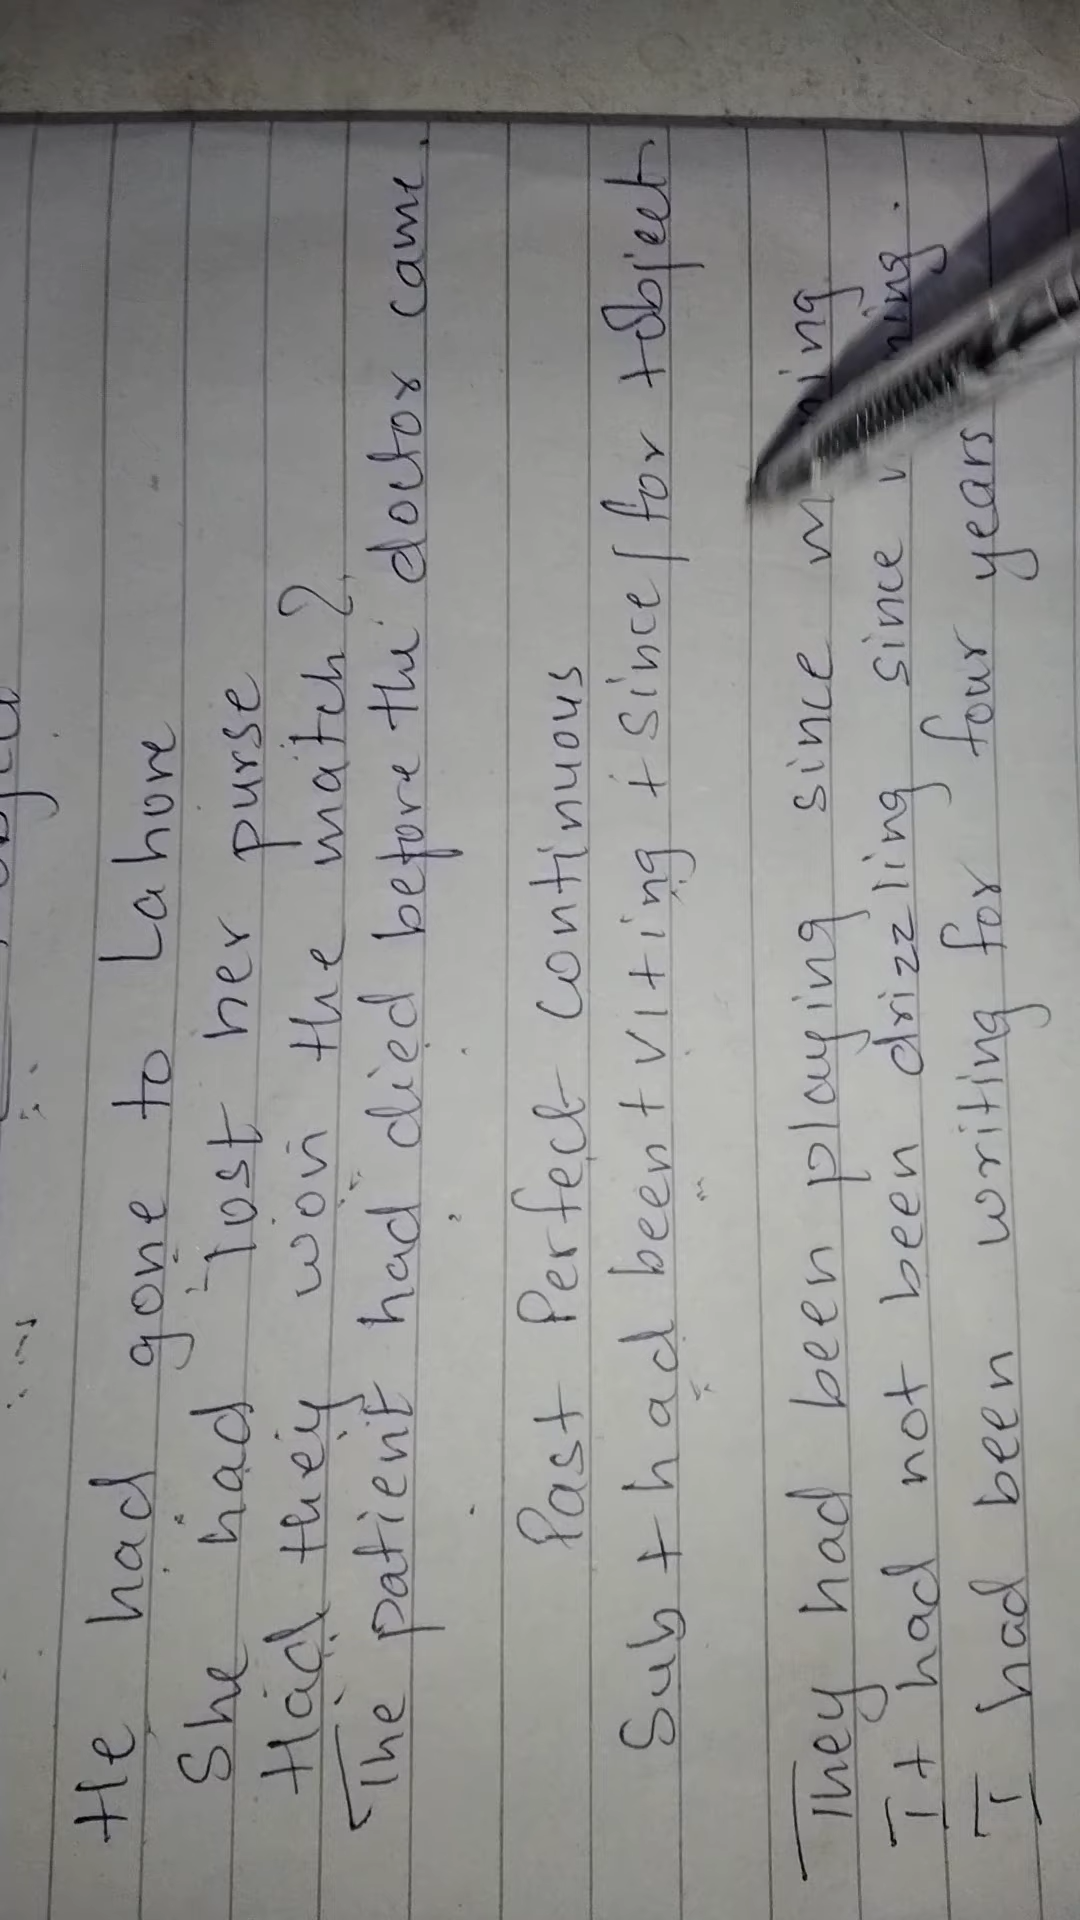 He had gone to Lahore
She had lost her purse
Had they won the match?
The patient had died before the doctor came.
Past Perfect Continuous
Sub + had been + V1 + ing + since / for + object.
They had been playing since
It had not been drizzling since
I had been writing for four years